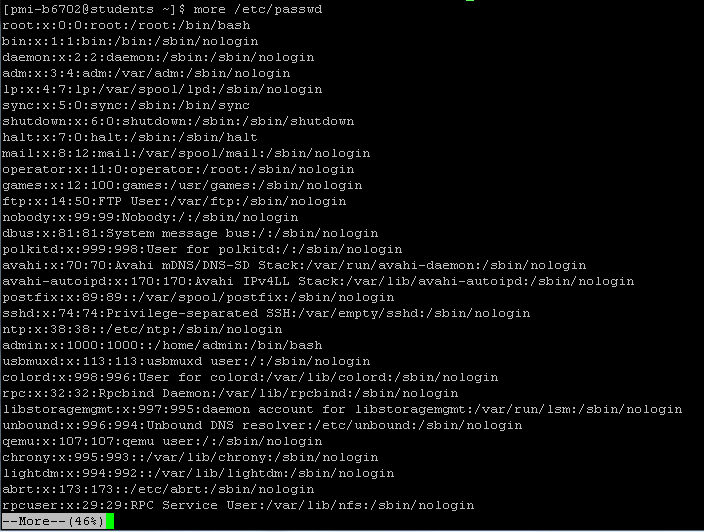 [pmi-b6702@students ~]$ more /etc/passwd
root:x:0:0:root:/root:/bin/bash
bin:x:1:1:bin:/bin:/sbin/nologin
daemon:x:2:2:daemon:/sbin:/sbin/nologin
adm:x:3:4:adm:/var/adm:/sbin/nologin
lp:x:4:7:lp:/var/spool/lpd:/sbin/nologin
sync:x:5:0:sync:/sbin:/bin/sync
shutdown:x:6:0:shutdown:/sbin:/sbin/shutdown
halt:x:7:0:halt:/sbin:/sbin/halt
mail:x:8:12:mail:/var/spool/mail:/sbin/nologin
operator:x:11:0:operator:/root:/sbin/nologin
games:x:12:100:games:/usr/games:/sbin/nologin
ftp:x:14:50:FTP User:/var/ftp:/sbin/nologin
nobody:x:99:99:Nobody:/:/sbin/nologin
dbus:x:81:81:System message bus:/:/sbin/nologin
polkitd:x:999:998:User for polkitd:/:/sbin/nologin
avahi:x:70:70:Avahi mDNS/DNS-SD Stack:/var/run/avahi-daemon:/sbin/nologin
avahi-autoipd:x:170:170:Avahi IPv4LL Stack:/var/lib/avahi-autoipd:/sbin/nologin
postfix:x:89:89::/var/spool/postfix:/sbin/nologin
sshd:x:74:74:Privilege-separated SSH:/var/empty/sshd:/sbin/nologin
ntp:x:38:38::/etc/ntp:/sbin/nologin
admin:x:1000:1000::/home/admin:/bin/bash
usbmuxd:x:113:113:usbmuxd user:/:/sbin/nologin
colord:x:998:996:User for colord:/var/lib/colord:/sbin/nologin
rpc:x:32:32:Rpcbind Daemon:/var/lib/rpcbind:/sbin/nologin
libstoragemgmt:x:997:995:daemon account for libstoragemgmt:/var/run/lsm:/sbin/nologin
unbound:x:996:994:Unbound DNS resolver:/etc/unbound:/sbin/nologin
qemu:x:107:107:qemu user:/:/sbin/nologin
chrony:x:995:993::/var/lib/chrony:/sbin/nologin
lightdm:x:994:992::/var/lib/lightdm:/sbin/nologin
abrt:x:173:173::/etc/abrt:/sbin/nologin
rpcuser:x:29:29:RPC Service User:/var/lib/nfs:/sbin/nologin
--More--(46%)